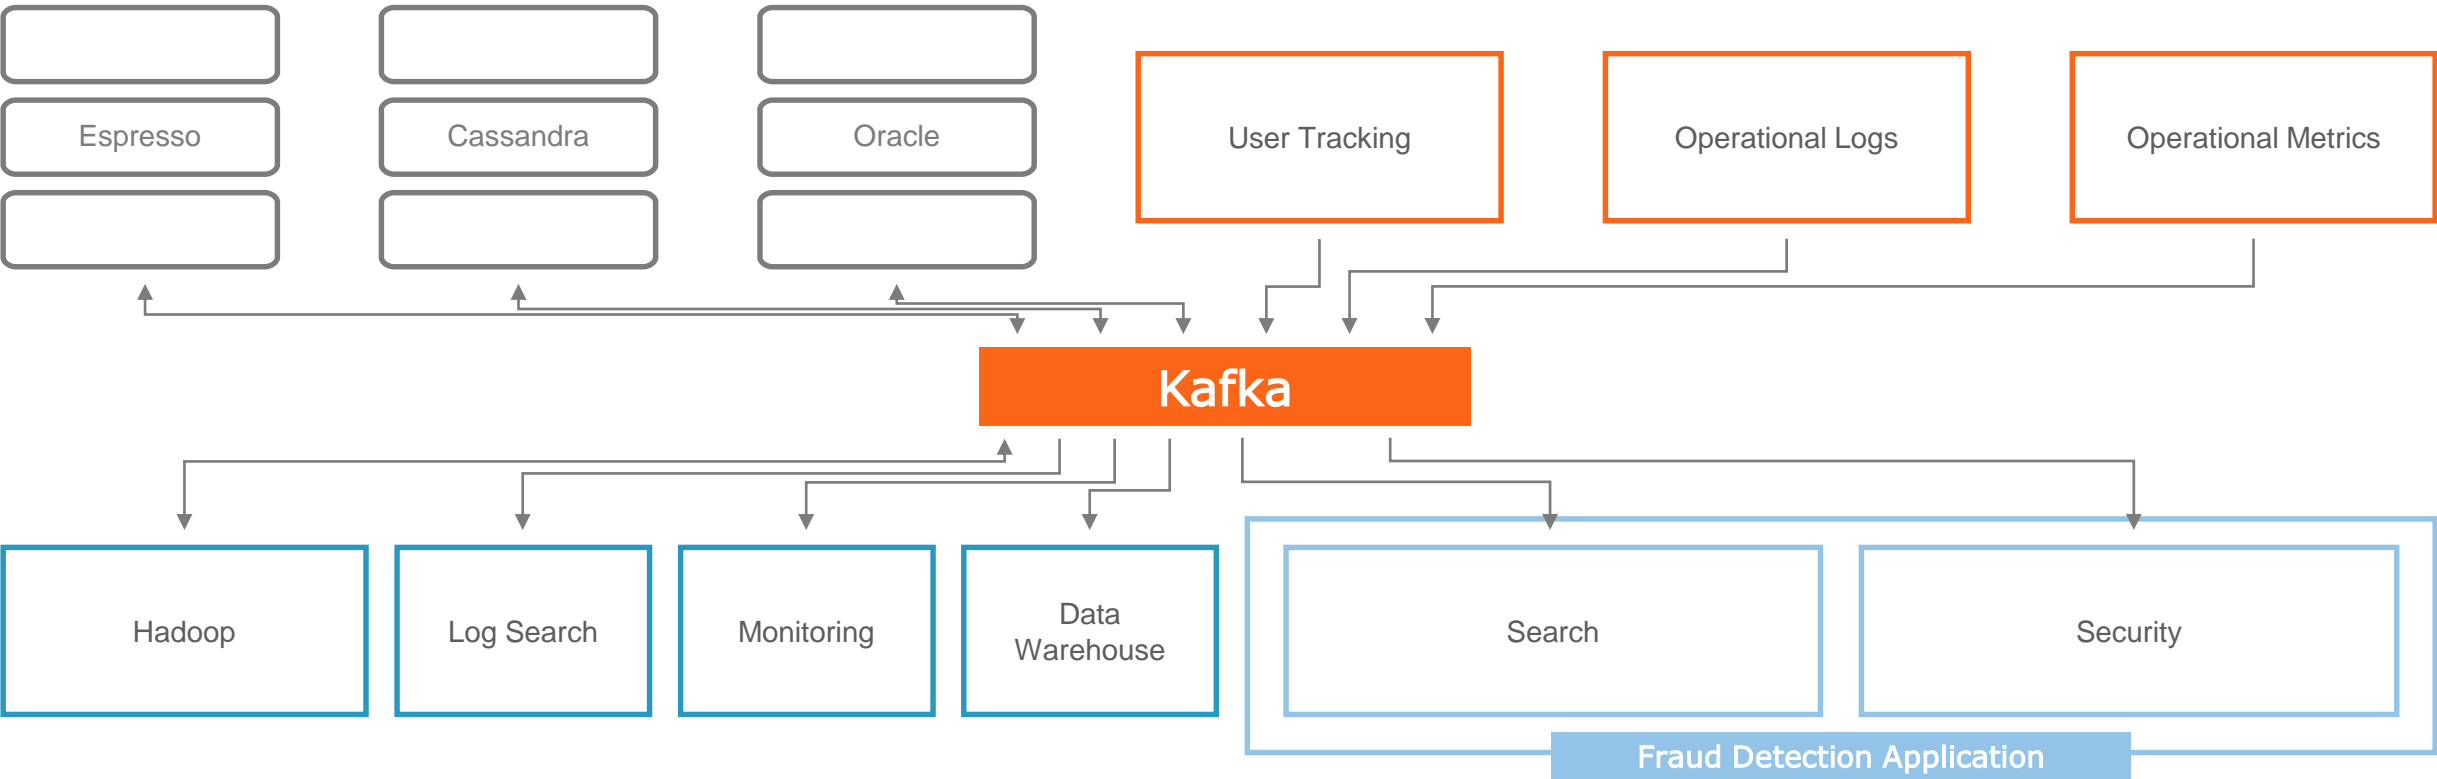 Espresso
Cassandra
Oracle
User Tracking
Operational Logs
Operational Metrics
Kafka
Hadoop
Log Search
Monitoring
Data
Warehouse
Search
Security
Fraud Detection Application